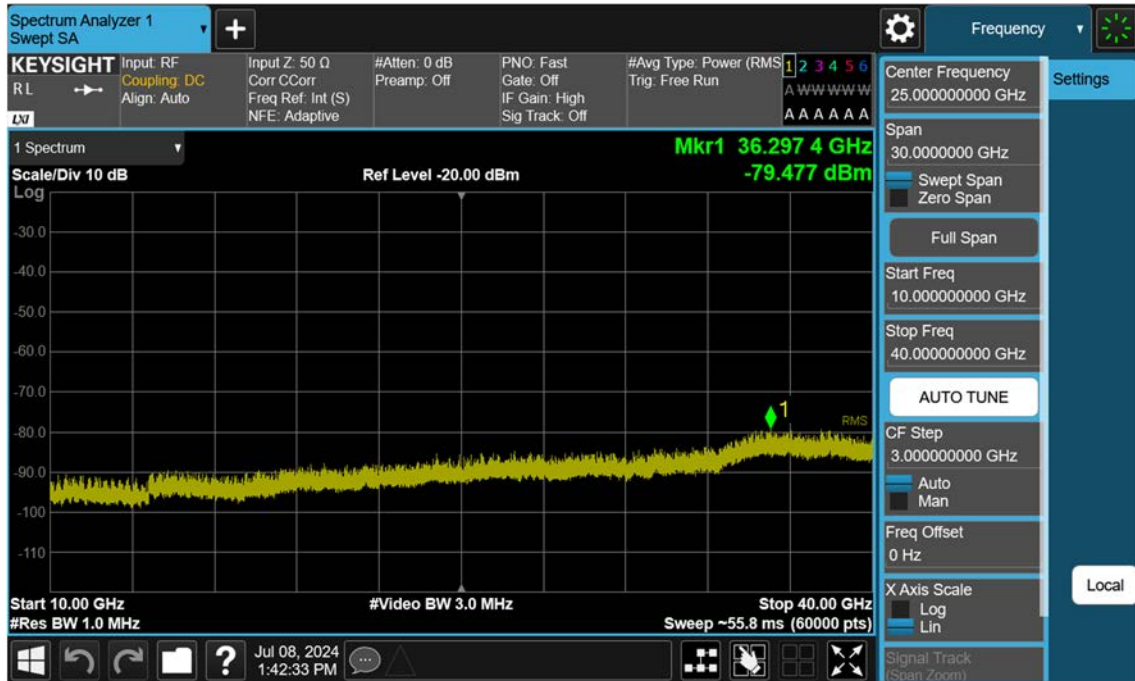 Spectrum Analyzer 1
Swept SA
Frequency
KEYSIGHT
R L
LXI
Input: RF
Coupling: DC
Align: Auto
Input Z: 50 Ω
Corr CCorr
Freq Ref: Int (S)
NFE: Adaptive
#Atten: 0 dB
Preamp: Off
PNO: Fast
Gate: Off
IF Gain: High
Sig Track: Off
#Avg Type: Power (RMS
Trig: Free Run
1 2 3 4 5 6
A W W W W W
A A A A A A
1 Spectrum
Scale/Div 10 dB
Ref Level -20.00 dBm
Mkr1 36.297 4 GHz
-79.477 dBm
Log
-30.0
-40.0
-50.0
-60.0
-70.0
-80.0
-90.0
-100
-110
1
RMS
Start 10.00 GHz
#Video BW 3.0 MHz
Stop 40.00 GHz
#Res BW 1.0 MHz
Sweep ~55.8 ms (60000 pts)
Jul 08, 2024
1:42:33 PM
Center Frequency
25.000000000 GHz
Span
30.0000000 GHz
Swept Span
Zero Span
Full Span
Start Freq
10.000000000 GHz
Stop Freq
40.000000000 GHz
AUTO TUNE
CF Step
3.000000000 GHz
Auto
Man
Freq Offset
0 Hz
X Axis Scale
Log
Lin
Signal Track
(Span Zoom)
Settings
Local